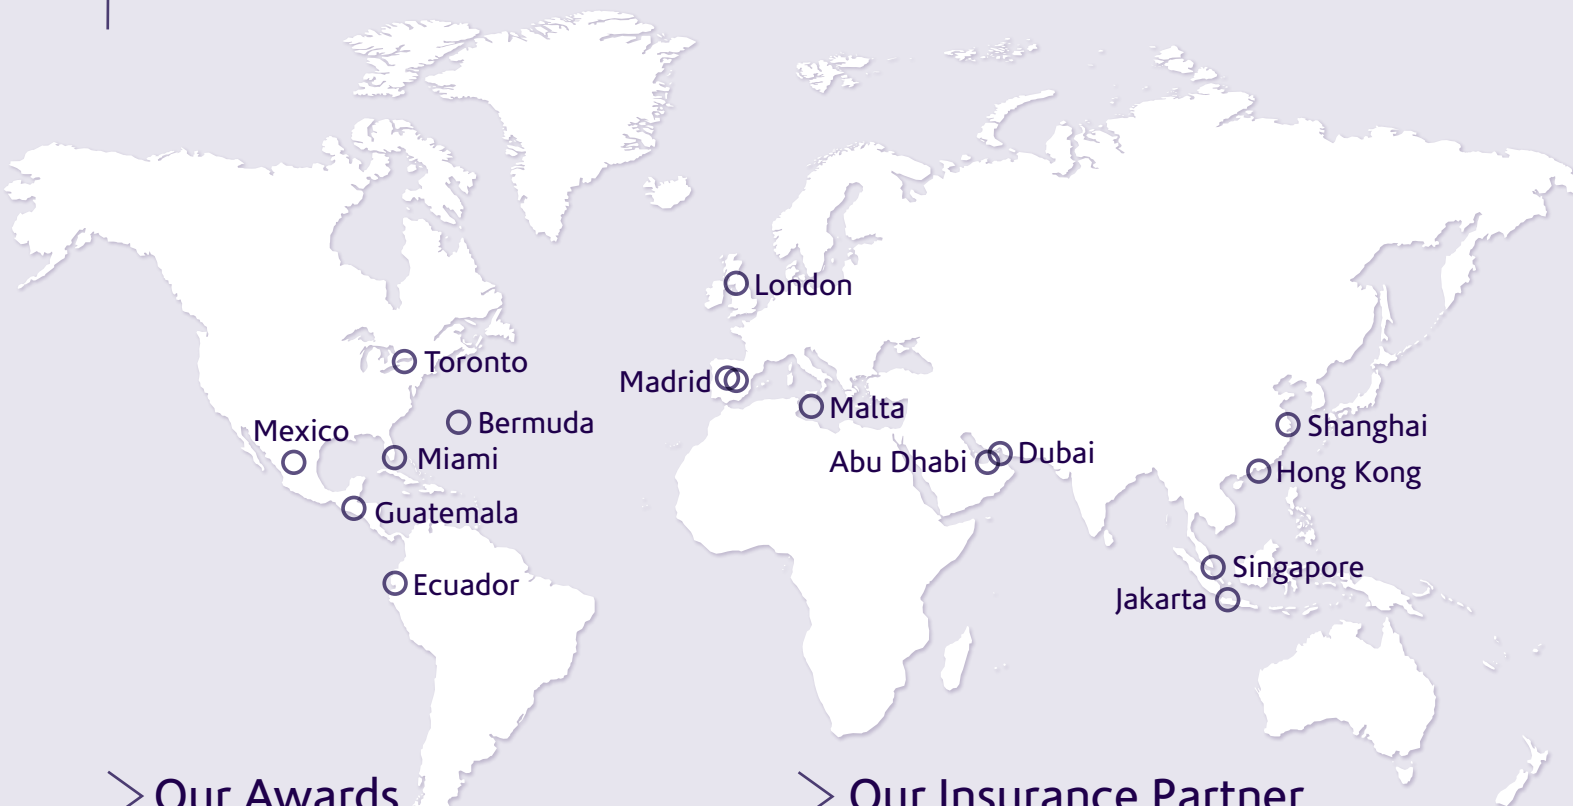 London
Toronto
Madrid
Malta
Bermuda
Mexico
Miami
Shanghai
Abu Dhabi
Dubai
Hong Kong
Guatemala
Singapore
Ecuador
Jakarta
Our Awards
Our Insurance Partner